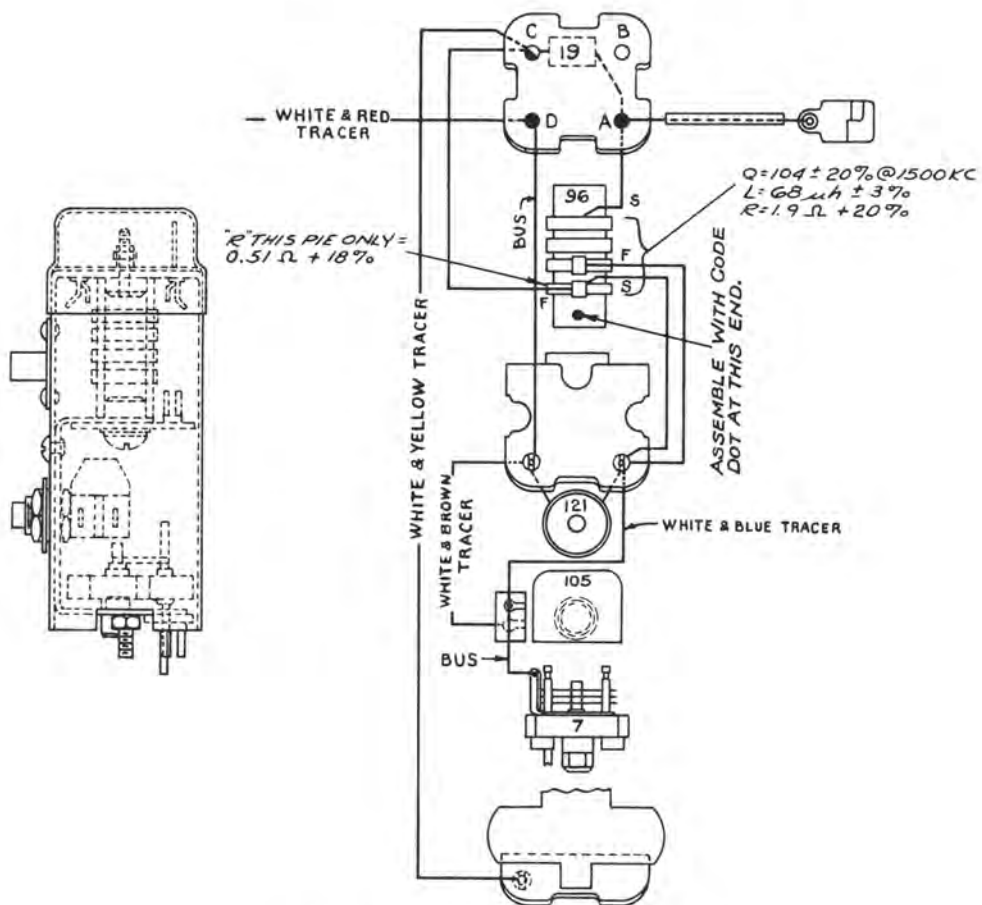 C
B
19
WHITE & RED
TRACER
D
A
Q=104 ± 20% @ 1500 KC
L= 68 µh ± 3%
R=1.9 Ω + 20%
96
S
BUS
"R" THIS PIE ONLY =
0.51 Ω + 18%
F
S
F
ASSEMBLE WITH CODE
DOT AT THIS END.
WHITE & YELLOW TRACER
WHITE & BROWN
TRACER
121
WHITE & BLUE TRACER
105
BUS
7